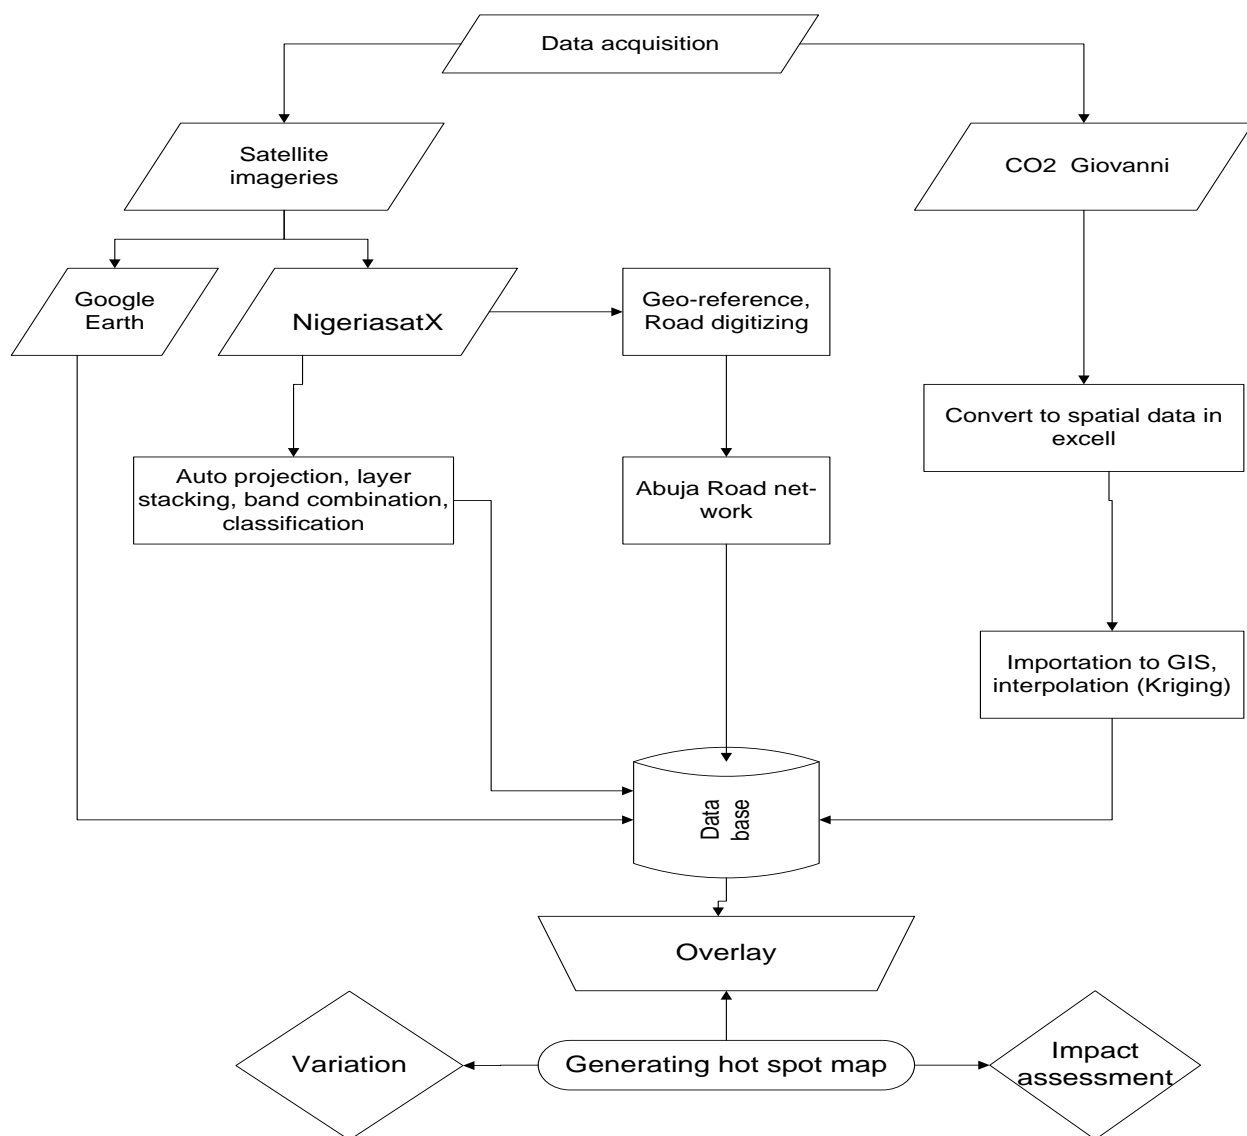 Data acquisition
Satellite
imageries
CO2 Giovanni
Google
Earth
NigeriasatX
Geo-reference,
Road digitizing
Convert to spatial data in
excell
Auto projection, layer
stacking, band combination,
classification
Abuja Road net-
work
Importation to GIS,
interpolation (Kriging)
Data
base
Overlay
Variation
Generating hot spot map
Impact
assessment